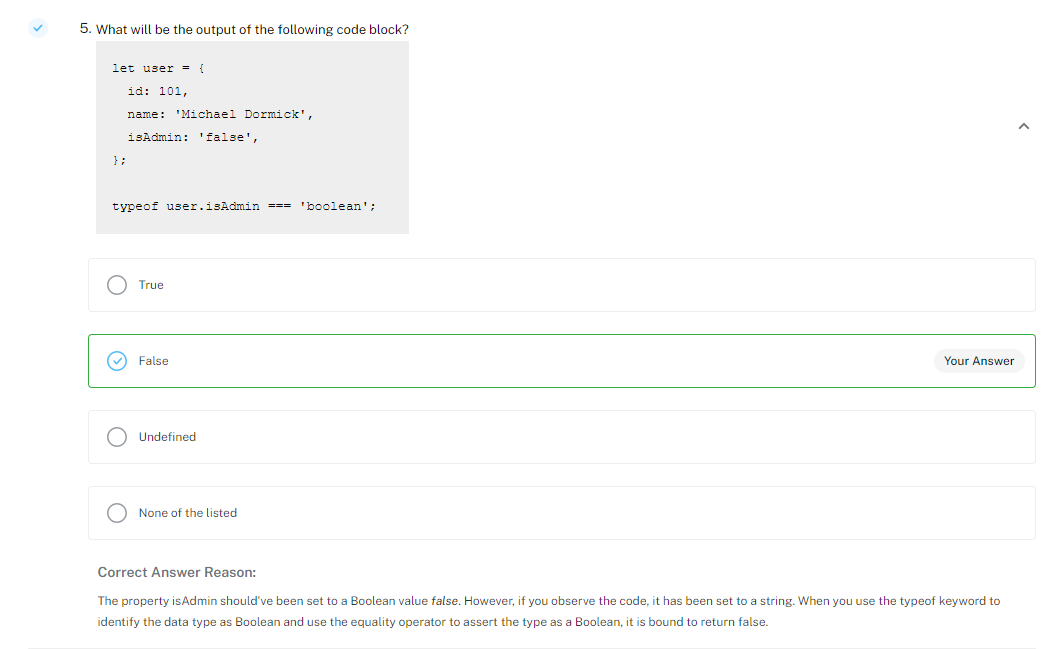 5. What will be the output of the following code block?
let user = {
  id: 101,
  name: 'Michael Dormick',
  isAdmin: 'false',
};
typeof user.isAdmin === 'boolean';
True
False
Your Answer
Undefined
None of the listed
Correct Answer Reason:
The property isAdmin should've been set to a Boolean value false. However, if you observe the code, it has been set to a string. When you use the typeof keyword to
identify the data type as Boolean and use the equality operator to assert the type as a Boolean, it is bound to return false.